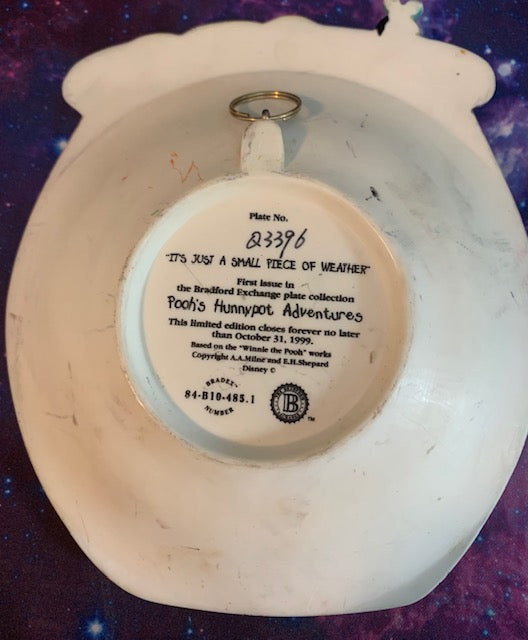 Plate No.
Q3396
"IT'S JUST A SMALL PIECE OF WEATHER"
First issue in
the Bradford Exchange plate collection
Pooh's Hunnypot Adventures
This limited edition closes forever no later
than October 31, 1999.
Based on the "Winnie the Pooh" works
Copyright A.A.Milne and E.H.Shepard
Disney ©
BRADEX™
84-B10-485.1
NUMBER
B
™